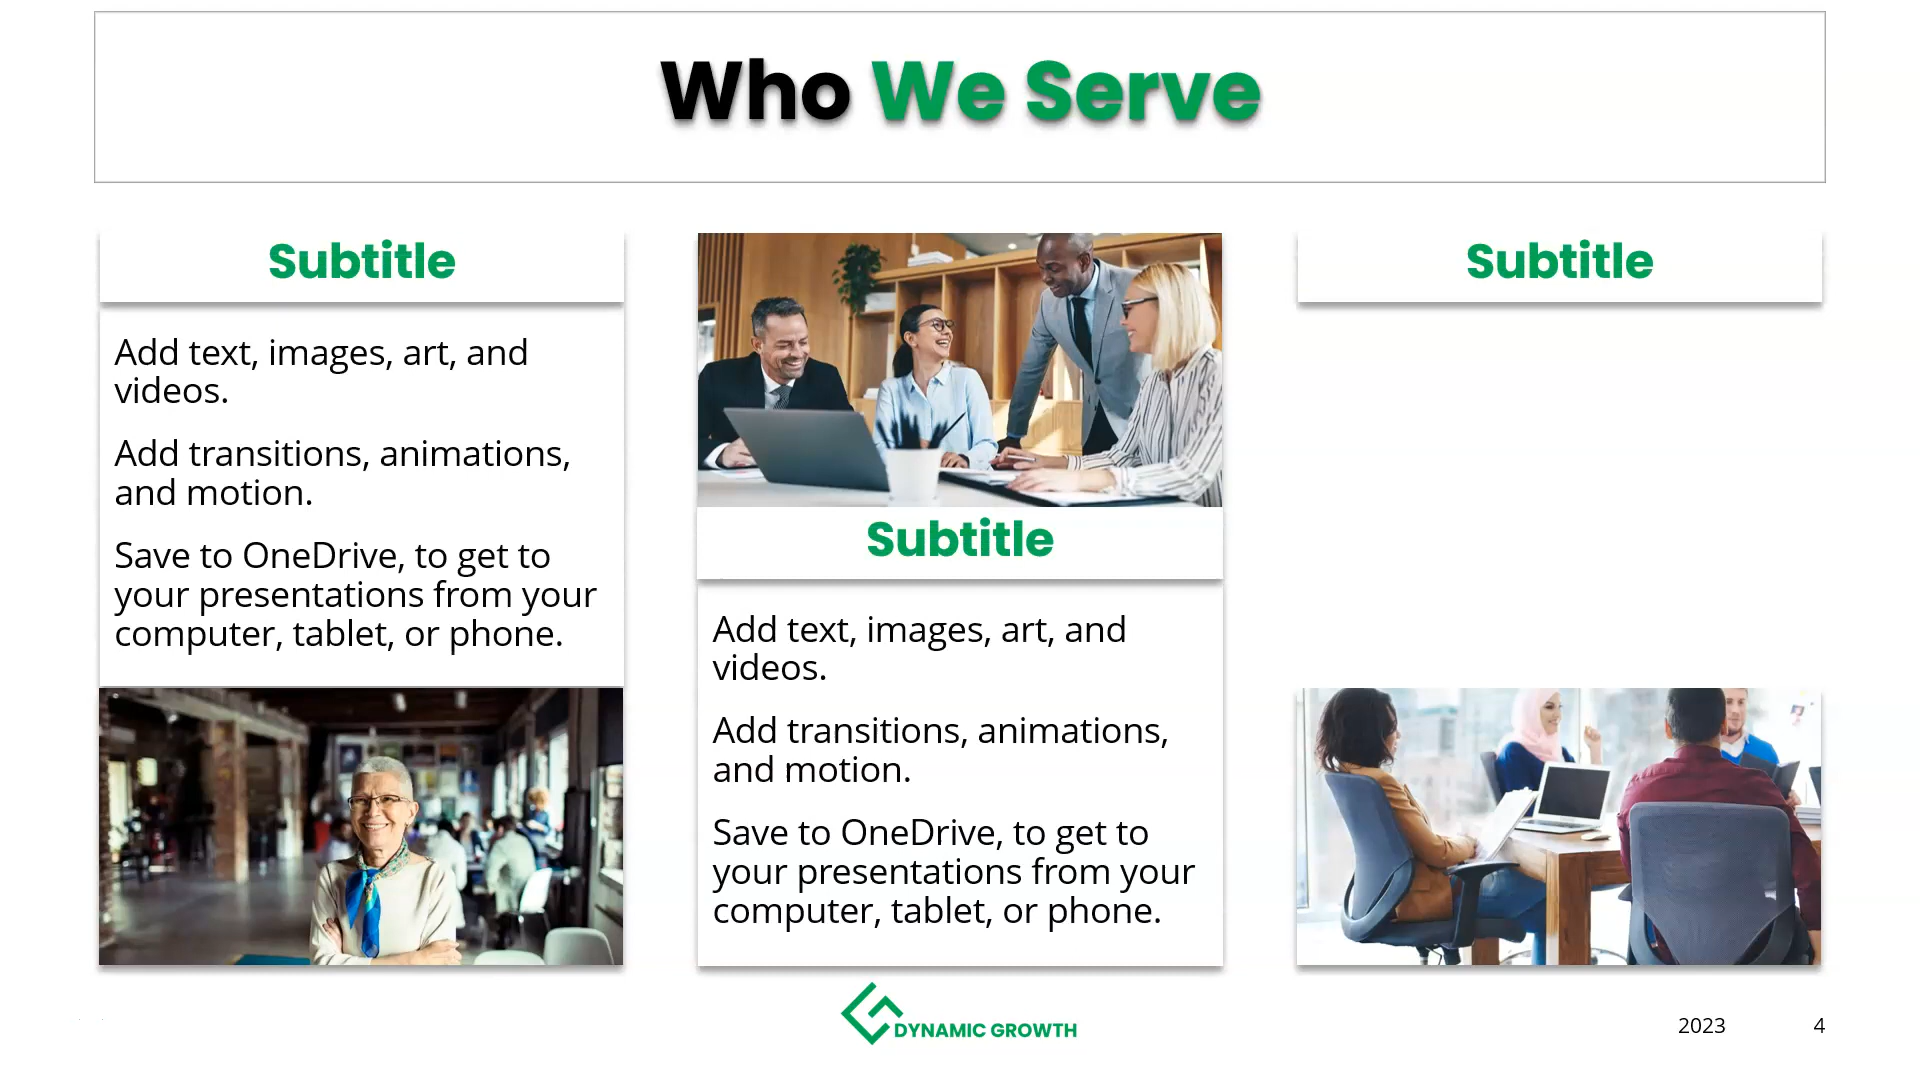 Who We Serve
Subtitle
Add text, images, art, and
videos.
Add transitions, animations,
and motion.
Save to OneDrive, to get to
your presentations from your
computer, tablet, or phone.
Subtitle
Add text, images, art, and
videos.
Add transitions, animations,
and motion.
Save to OneDrive, to get to
your presentations from your
computer, tablet, or phone.
Subtitle
DYNAMIC GROWTH
2023
4